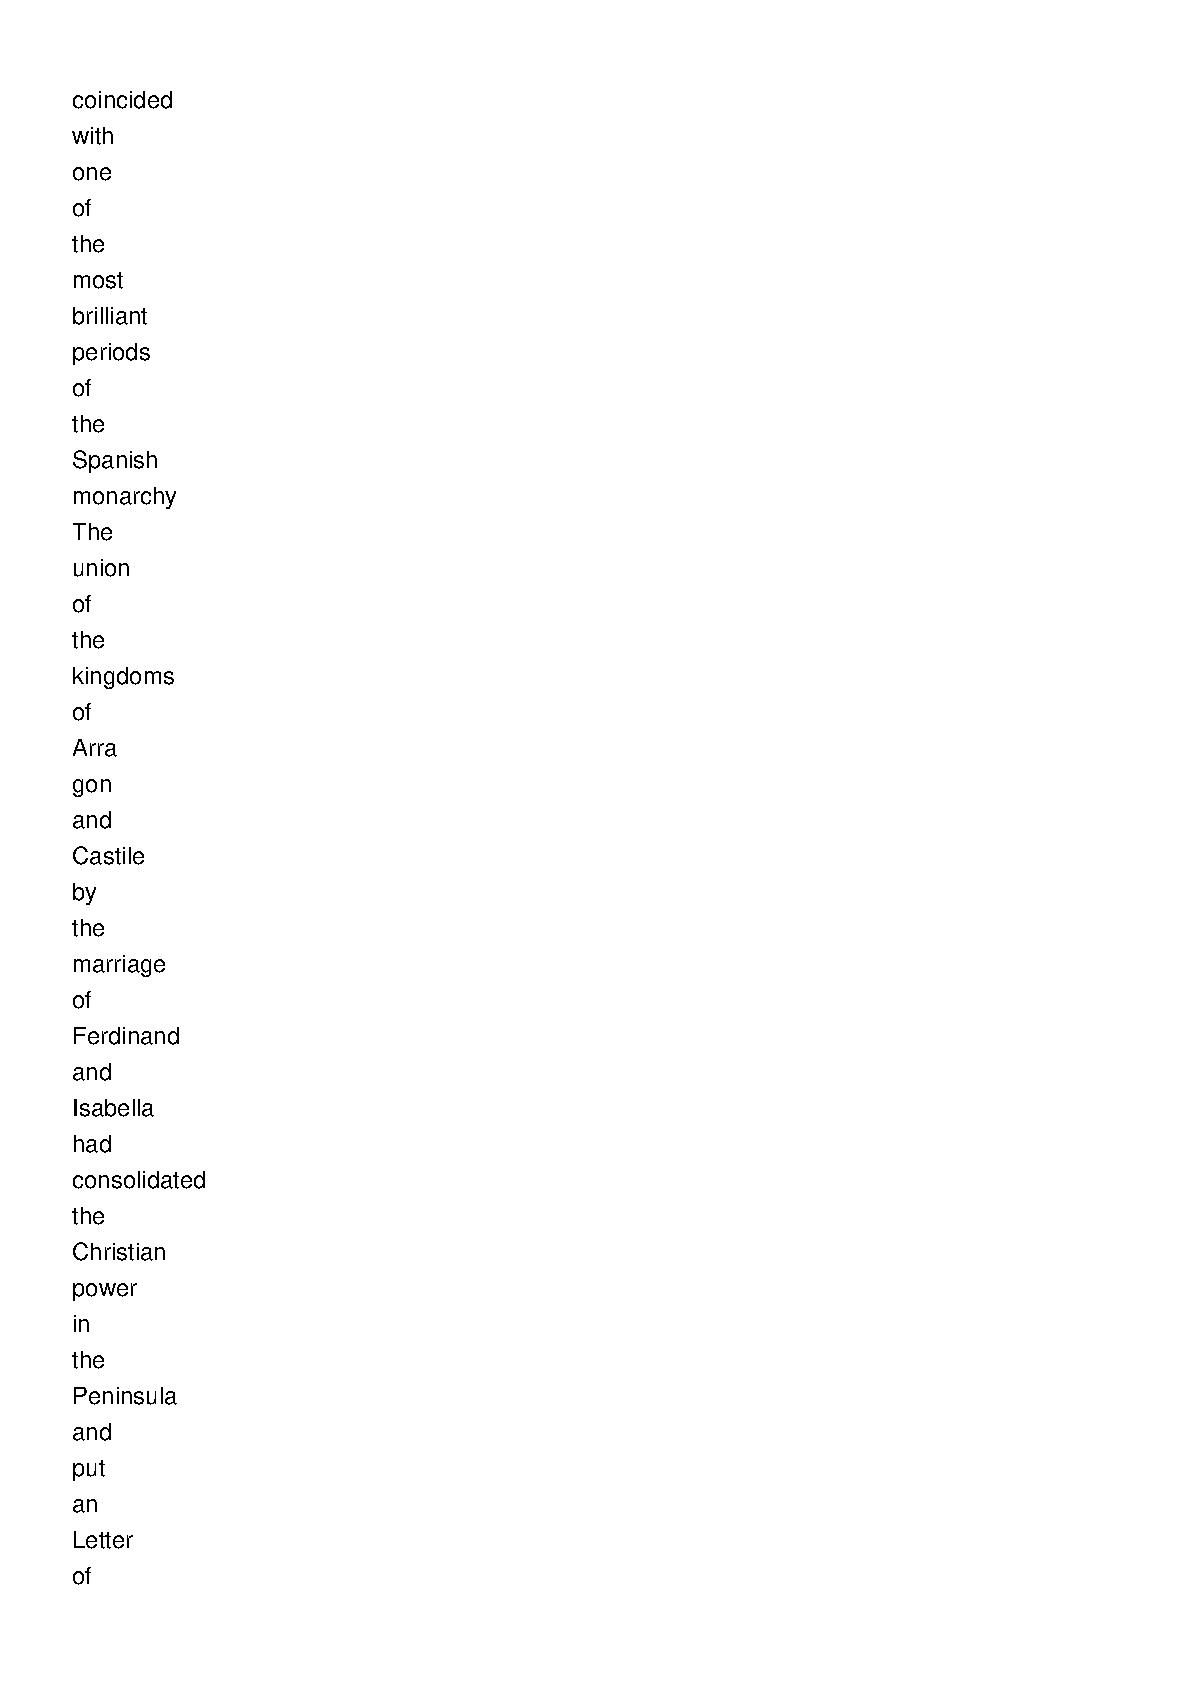 coincided
with
one
of
the
most
brilliant
periods
of
the
Spanish
monarchy
The
union
of
the
kingdoms
of
Arra
gon
and
Castile
by
the
marriage
of
Ferdinand
and
Isabella
had
consolidated
the
Christian
power
in
the
Peninsula
and
put
an
Letter
of